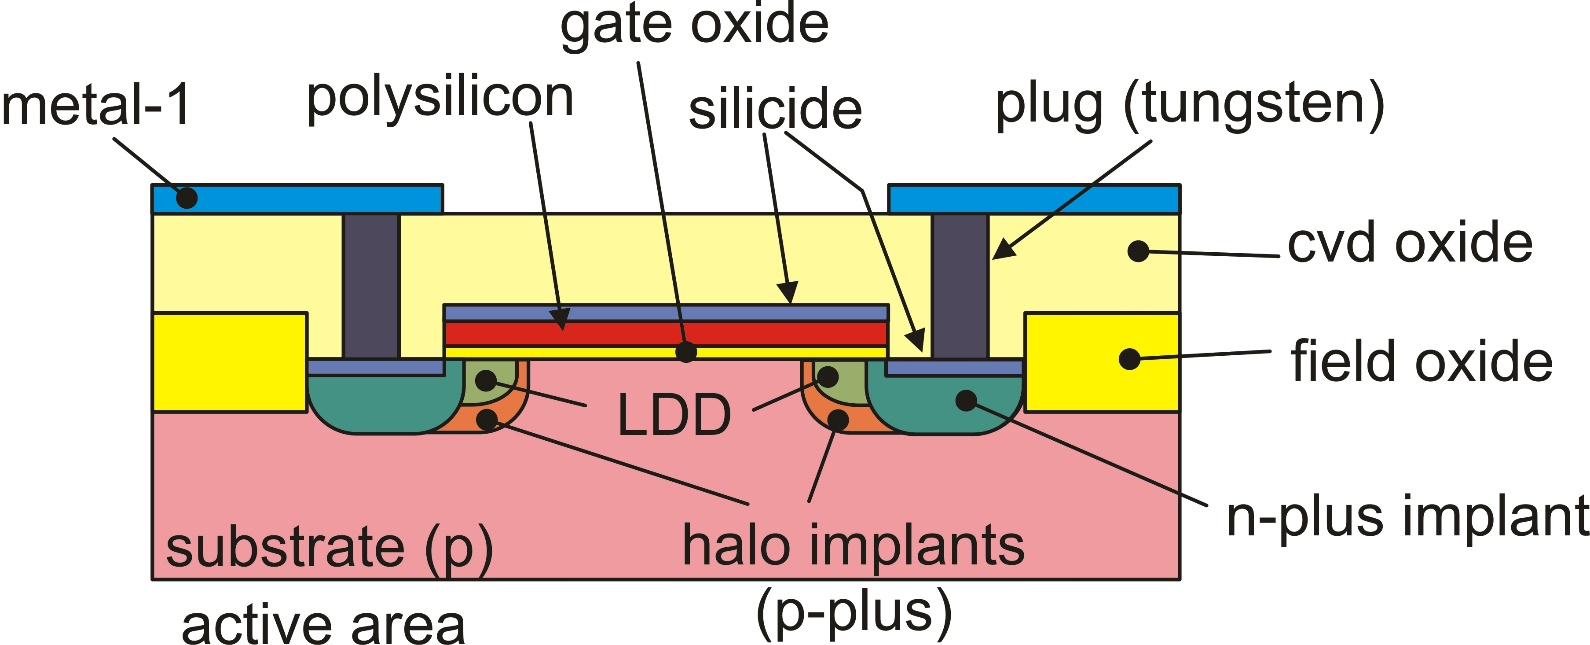 gate oxide
metal-1
polysilicon
silicide
plug (tungsten)
cvd oxide
field oxide
LDD
n-plus implant
substrate (p)
halo implants
(p-plus)
active area